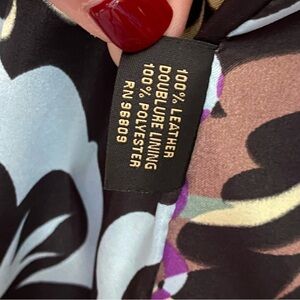 100% LEATHER
DOUBLURE LINING
100% POLYESTER
RN 96809